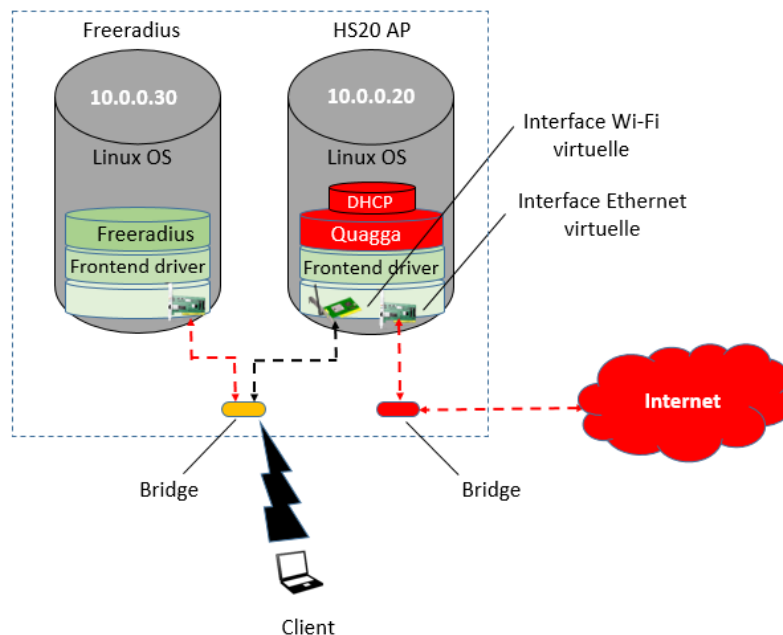 Freeradius
HS20 AP
10.0.0.30
10.0.0.20
Interface Wi-Fi
virtuelle
Linux OS
Linux OS
DHCP
Interface Ethernet
virtuelle
Freeradius
Quagga
Frontend driver
Frontend driver
Internet
Bridge
Bridge
Client